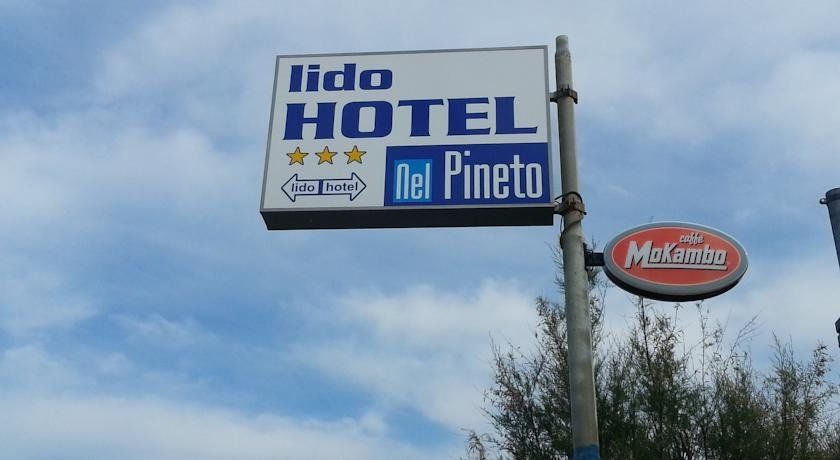 lido
HOTEL
lido hotel
Nel Pineto
caffè
MoKambo